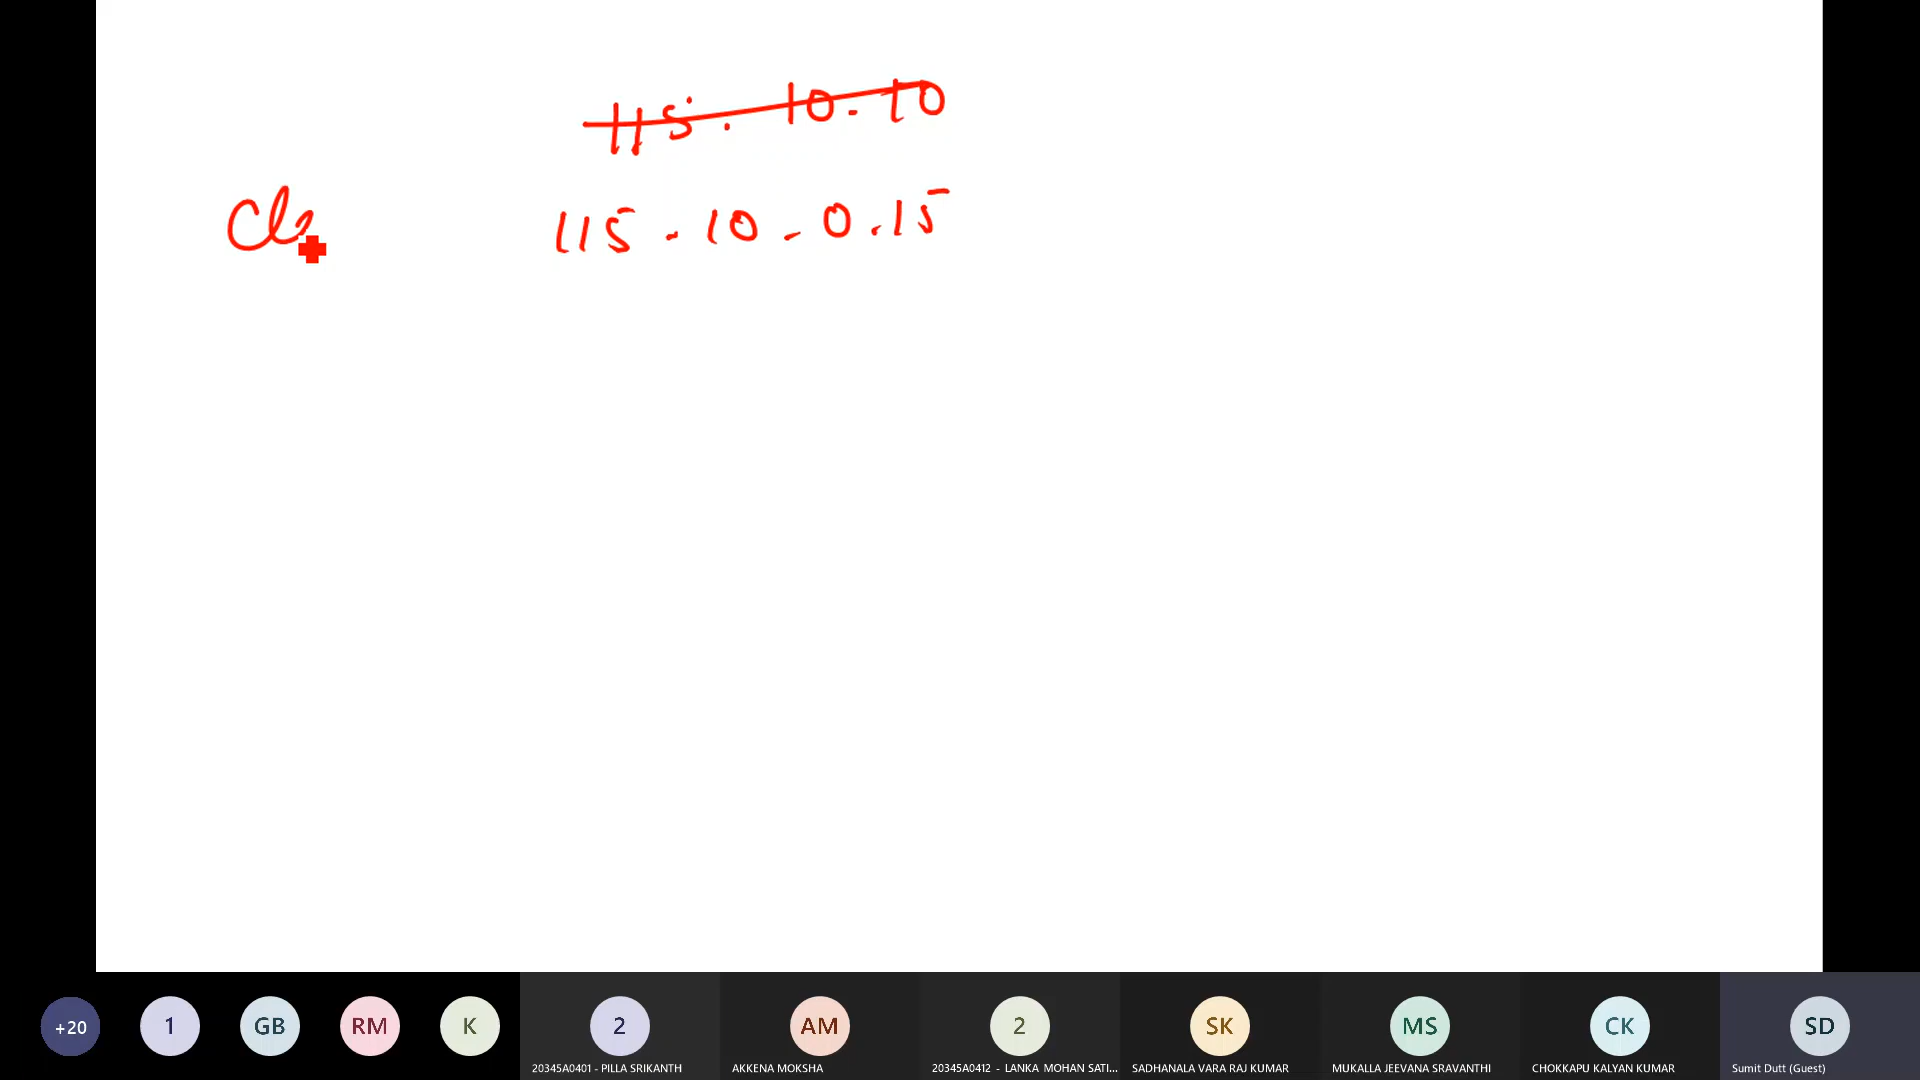 115. 10.10
Cla 115.10.0.15
+20 1 GB RM K 2 AM 2 SK MS CK SD
20345A0401 - PILLA SRIKANTH AKKENA MOKSHA 20345A0412 - LANKA MOHAN SATI... SADHANALA VARA RAJ KUMAR MUKALLA JEEVANA SRAVANTHI CHOKKAPU KALYAN KUMAR Sumit Dutt (Guest)